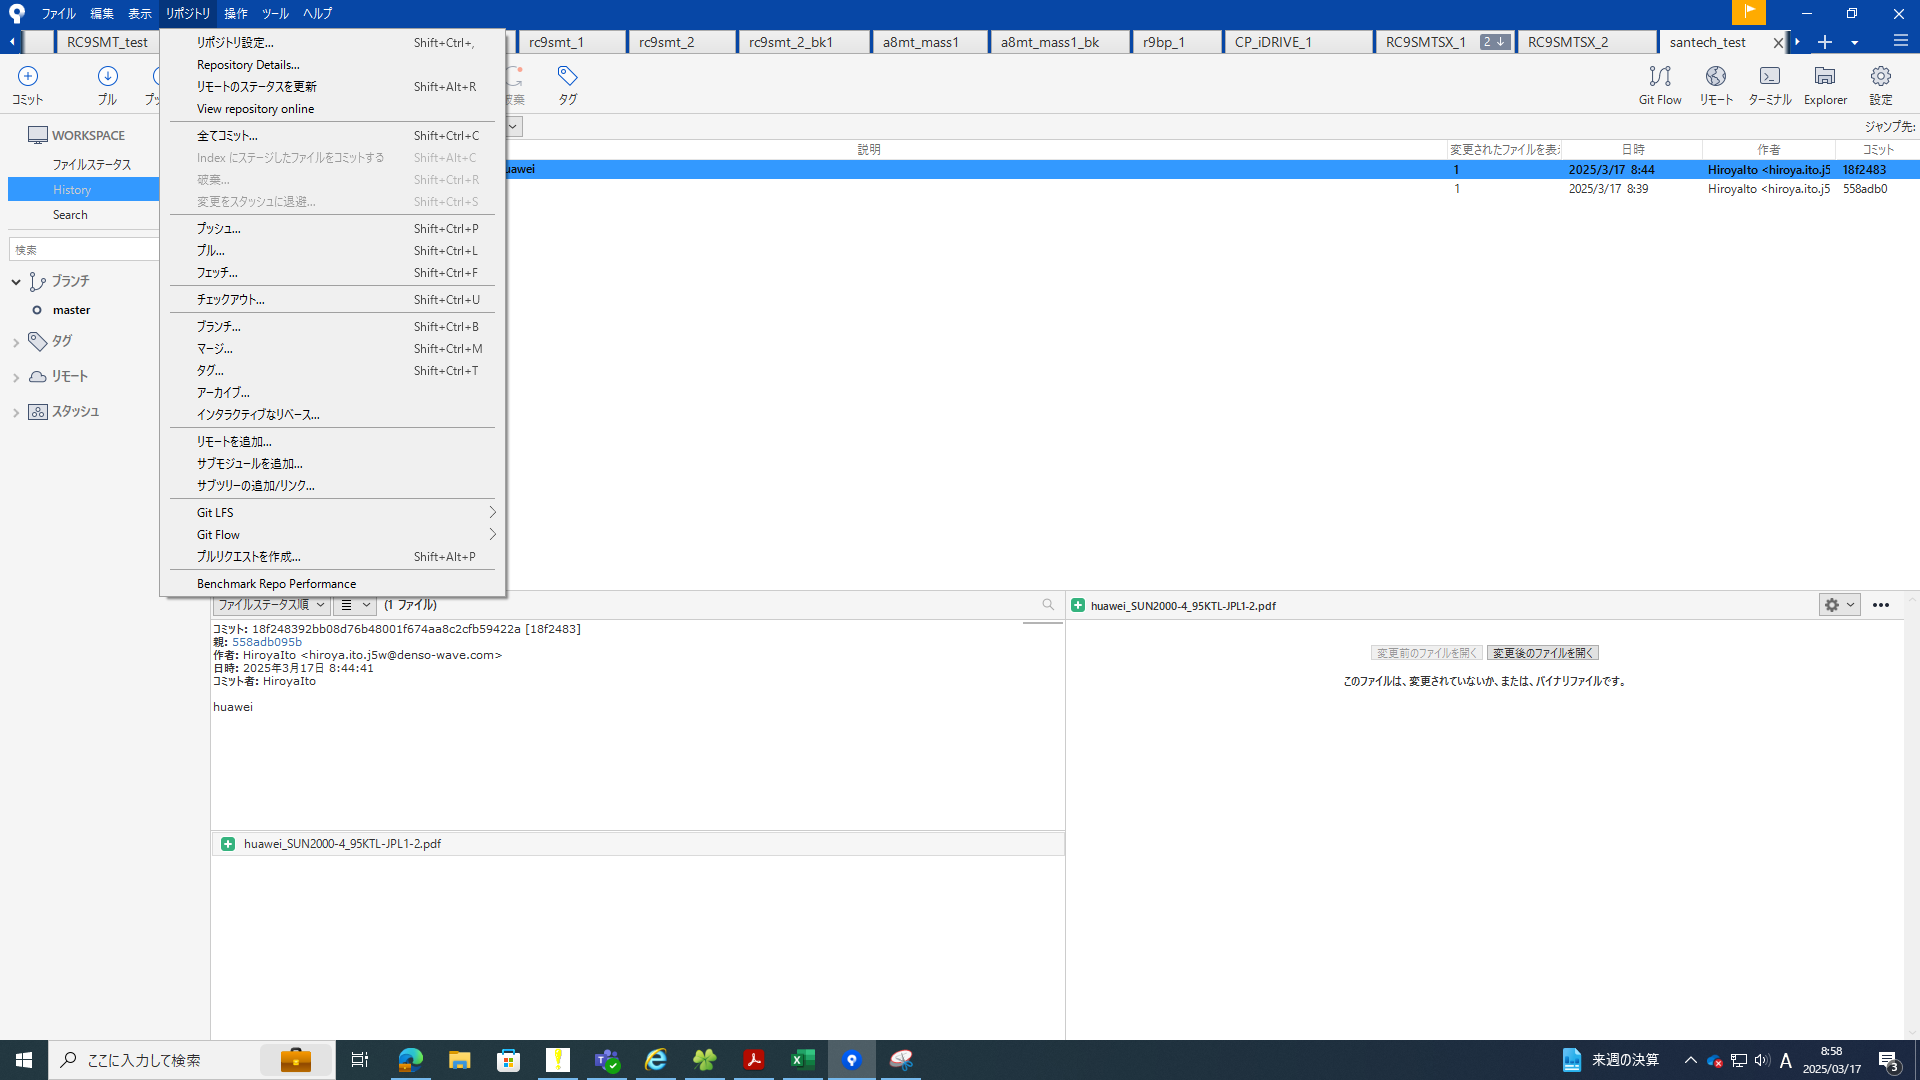 ファイル 編集 表示 リポジトリ 操作 ツール ヘルプ
RC9SMT_test rc9smt_1 rc9smt_2 rc9smt_2_bk1 a8mt_mass1 a8mt_mass1_bk r9bp_1 CP_iDRIVE_1 RC9SMTSX_1 2 RC9SMTSX_2 santech_test
コミット プル
タグ
Git Flow リモート ターミナル Explorer 設定
リポジトリ設定... Shift+Ctrl+,
Repository Details...
リモートのステータスを更新 Shift+Alt+R
View repository online
全てコミット... Shift+Ctrl+C
Index にステージしたファイルをコミットする Shift+Alt+C
破棄... Shift+Ctrl+R
変更をスタッシュに退避... Shift+Ctrl+S
プッシュ... Shift+Ctrl+P
プル... Shift+Ctrl+L
フェッチ... Shift+Ctrl+F
チェックアウト... Shift+Ctrl+U
ブランチ... Shift+Ctrl+B
マージ... Shift+Ctrl+M
タグ... Shift+Ctrl+T
アーカイブ...
インタラクティブなリベース...
リモートを追加...
サブモジュールを追加...
サブツリーの追加/リンク...
Git LFS
Git Flow
プルリクエストを作成... Shift+Alt+P
Benchmark Repo Performance
WORKSPACE
ファイルステータス
History
Search
検索
ブランチ
master
タグ
リモート
スタッシュ
ジャンプ先:
説明 変更されたファイルを表 日時 作者 コミット
uawei 1 2025/3/17 8:44 HiroyaIto <hiroya.ito.j5 18f2483
1 2025/3/17 8:39 HiroyaIto <hiroya.ito.j5 558adb0
ファイルステータス順 (1 ファイル)
コミット: 18f248392bb08d76b48001f674aa8c2cfb59422a [18f2483]
親: 558adb095b
作者: HiroyaIto <hiroya.ito.j5w@denso-wave.com>
日時: 2025年3月17日 8:44:41
コミット者: HiroyaIto
huawei
huawei_SUN2000-4_95KTL-JPL1-2.pdf
huawei_SUN2000-4_95KTL-JPL1-2.pdf
変更前のファイルを開く 変更後のファイルを開く
このファイルは、変更されていないか、または、バイナリファイルです。
ここに入力して検索
来週の決算
A
8:58
2025/03/17
3